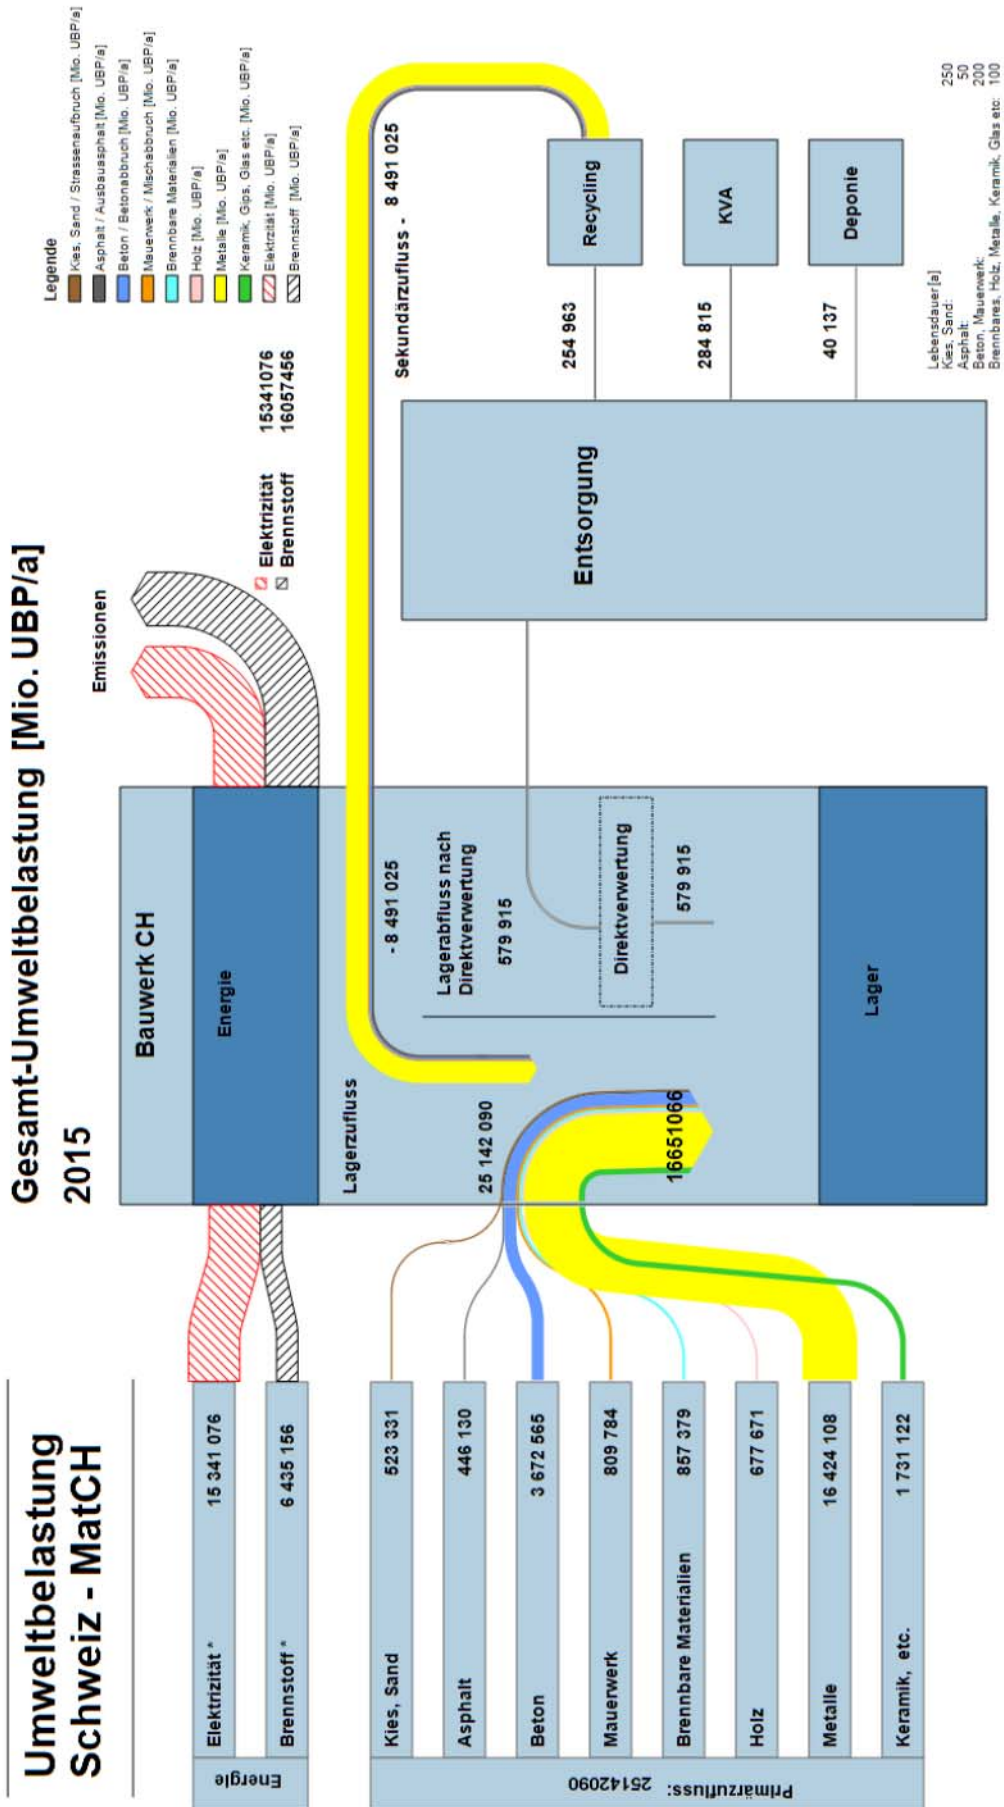 Umweltbelastung
Schweiz - MatCH
Gesamt-Umweltbelastung [Mio. UBP/a]
2015
Legende
Kies, Sand / Strassenaufbruch [Mio. UBP/a]
Asphalt / Ausbauasphalt [Mio. UBP/a]
Beton / Betonabbruch [Mio. UBP/a]
Mauerwerk / Mischabbruch [Mio. UBP/a]
Brennbare Materialien [Mio. UBP/a]
Holz [Mio. UBP/a]
Metalle [Mio. UBP/a]
Keramik, Gips, Glas etc. [Mio. UBP/a]
Elektrzität [Mio. UBP/a]
Brennstoff [Mio. UBP/a]
Energie
Elektrizität * 15 341 076
Brennstoff * 6 435 156
Bauwerk CH
Energie
Emissionen
Elektrizität 15341076
Brennstoff 16057456
Primärzufluss: 25142090
Kies, Sand 523 331
Asphalt 446 130
Beton 3 672 565
Mauerwerk 809 784
Brennbare Materialien 857 379
Holz 677 671
Metalle 16 424 108
Keramik, etc. 1 731 122
Lagerzufluss
25 142 090
16651066
- 8 491 025
Lagerabfluss nach
Direktverwertung
579 915
Direktverwertung
579 915
Lager
Sekundärzufluss - 8 491 025
Entsorgung
254 963
Recycling
284 815
KVA
40 137
Deponie
Lebensdauer [a]
Kies, Sand: 250
Asphalt: 50
Beton, Mauerwerk: 200
Brennbares, Holz, Metalle, Keramik, Glas etc: 100